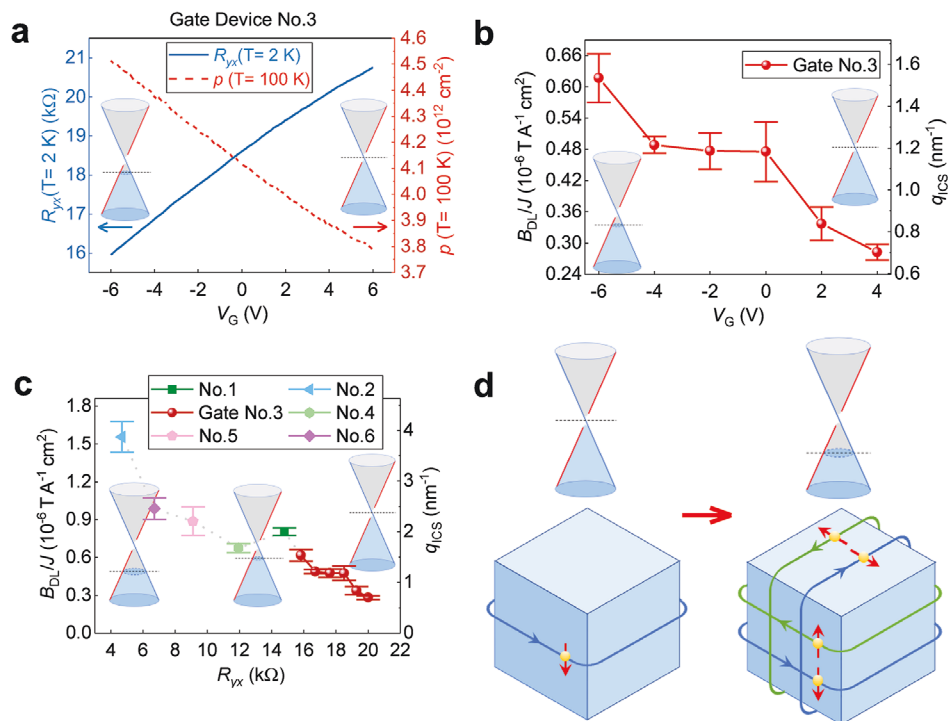 Gate Device No.3
a
R_yx (T= 2 K)
p (T= 100 K)
R_yx(T= 2 K) (kΩ)
21
20
19
18
17
16
p (T= 100 K) (10^12 cm^-2)
4.6
4.5
4.4
4.3
4.2
4.1
4.0
3.9
3.8
3.7
-6 -4 -2 0 2 4 6
V_G (V)
b
Gate No.3
B_DL/J (10^-6 T A^-1 cm^2)
0.66
0.60
0.54
0.48
0.42
0.36
0.30
0.24
q_ICS (nm^-1)
1.6
1.4
1.2
1.0
0.8
0.6
-6 -5 -4 -3 -2 -1 0 1 2 3 4
V_G (V)
c
No.1 No.2
Gate No.3 No.4
No.5 No.6
B_DL/J (10^-6 T A^-1 cm^2)
1.8
1.5
1.2
0.9
0.6
0.3
0.0
q_ICS (nm^-1)
4
3
2
1
0
4 6 8 10 12 14 16 18 20 22
R_yx (kΩ)
d